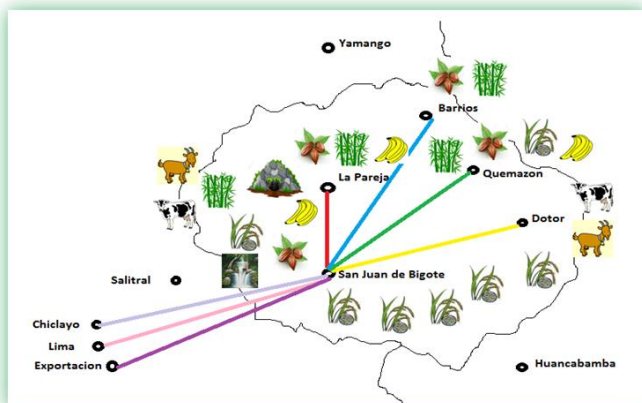 Yamango
Barrios
La Pareja
Quemazon
Dotor
Salitral
San Juan de Bigote
Chiclayo
Lima
Exportacion
Huancabamba